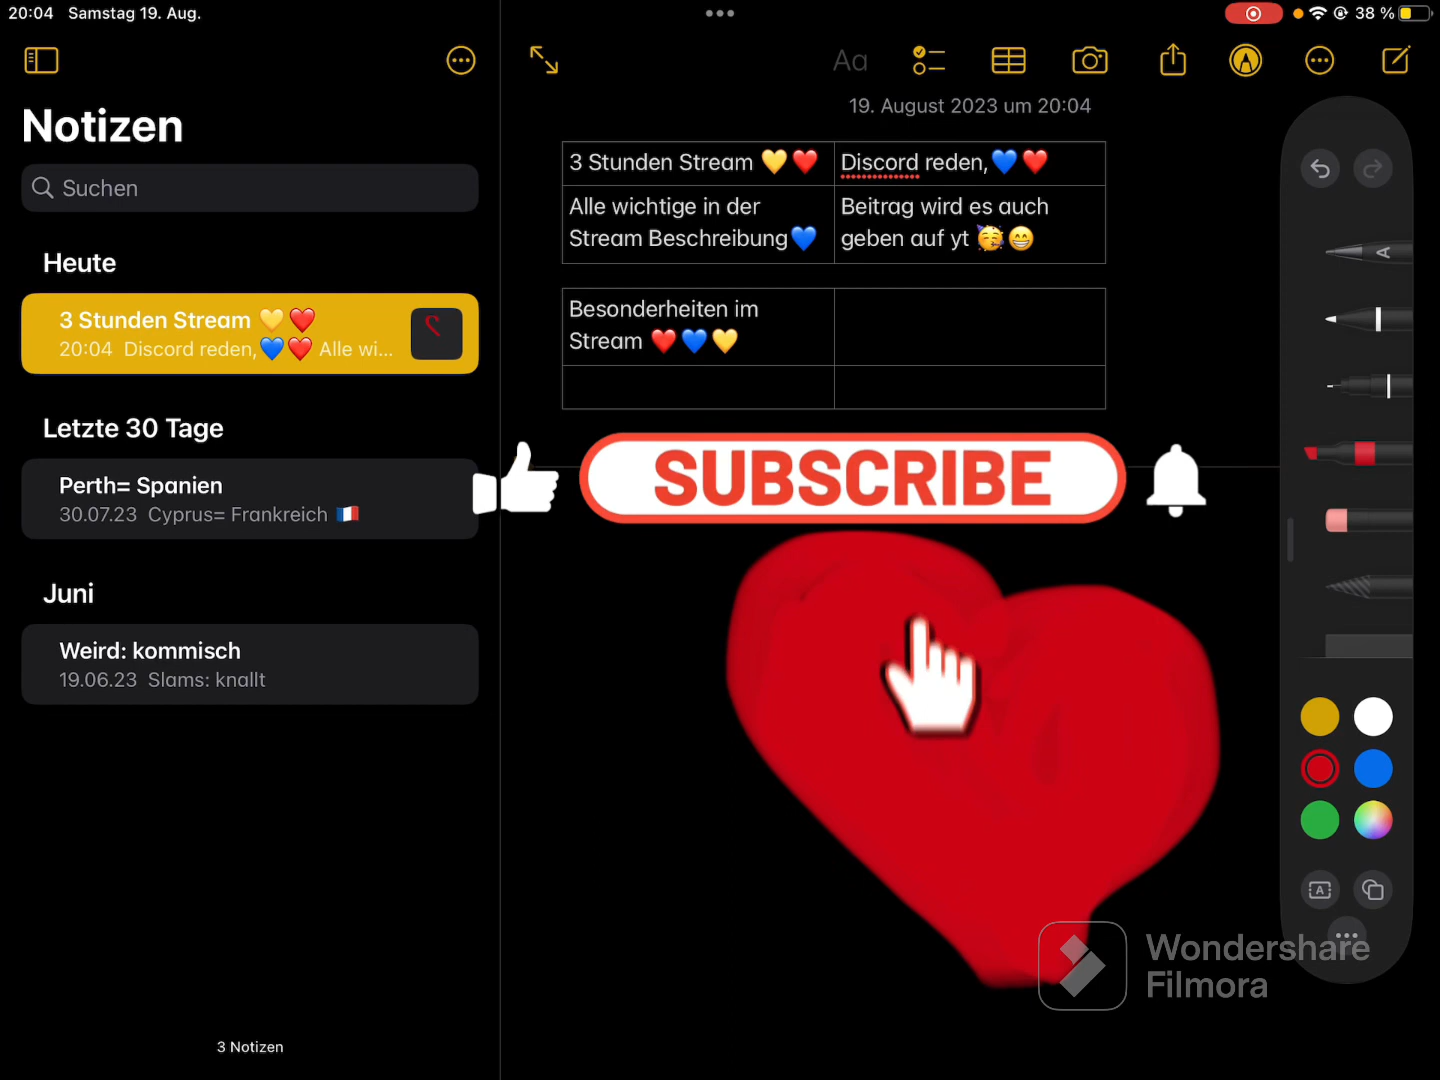 20:04 Samstag 19. Aug.
38 %
Notizen
Suchen
Heute
3 Stunden Stream 💛❤️
20:04 Discord reden,💙❤️ Alle wi...
Letzte 30 Tage
Perth= Spanien
30.07.23 Cyprus= Frankreich 🇫🇷
Juni
Weird: kommisch
19.06.23 Slams: knallt
3 Notizen
Aa
19. August 2023 um 20:04
3 Stunden Stream 💛❤️
Discord reden,💙❤️
Alle wichtige in der
Stream Beschreibung💙
Beitrag wird es auch
geben auf yt 🥳😁
Besonderheiten im
Stream ❤️💙💛
SUBSCRIBE
A
A
Wondershare
Filmora